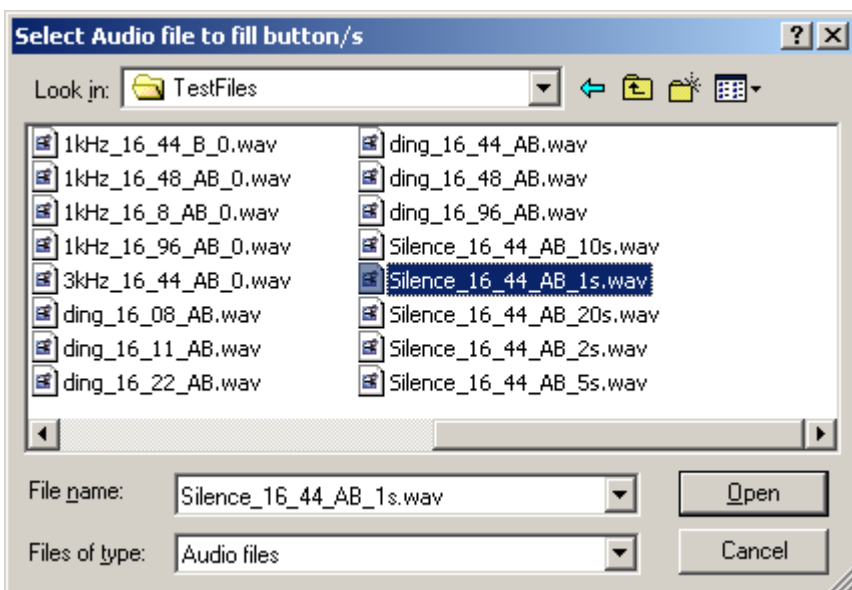 Select Audio file to fill button/s
Look in: TestFiles
1kHz_16_44_B_0.wav
1kHz_16_48_AB_0.wav
1kHz_16_8_AB_0.wav
1kHz_16_96_AB_0.wav
3kHz_16_44_AB_0.wav
ding_16_08_AB.wav
ding_16_11_AB.wav
ding_16_22_AB.wav
ding_16_44_AB.wav
ding_16_48_AB.wav
ding_16_96_AB.wav
Silence_16_44_AB_10s.wav
Silence_16_44_AB_1s.wav
Silence_16_44_AB_20s.wav
Silence_16_44_AB_2s.wav
Silence_16_44_AB_5s.wav
File name: Silence_16_44_AB_1s.wav Open
Files of type: Audio files Cancel